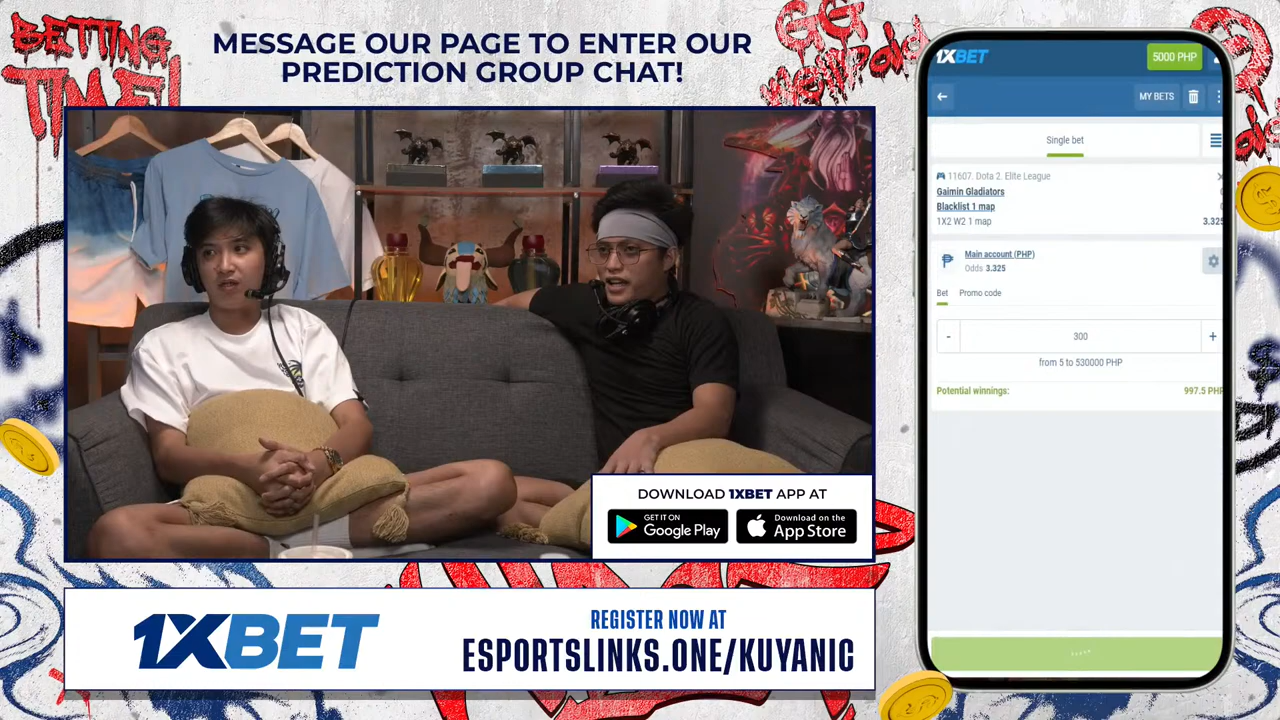 BETTING
TIME!
MESSAGE OUR PAGE TO ENTER OUR
PREDICTION GROUP CHAT!
GG
DOWNLOAD 1XBET APP AT
GET IT ON
Google Play
Download on the
App Store
1XBET
REGISTER NOW AT
ESPORTSLINKS.ONE/KUYANIC
1XBET
5000 PHP
MY BETS
Single bet
11607. Dota 2. Elite League
Gaimin Gladiators
Blacklist 1 map
1X2 W2 1 map
3.325
Main account (PHP)
Odds 3.325
Bet
Promo code
-
300
+
from 5 to 530000 PHP
Potential winnings:
997.5 PHP